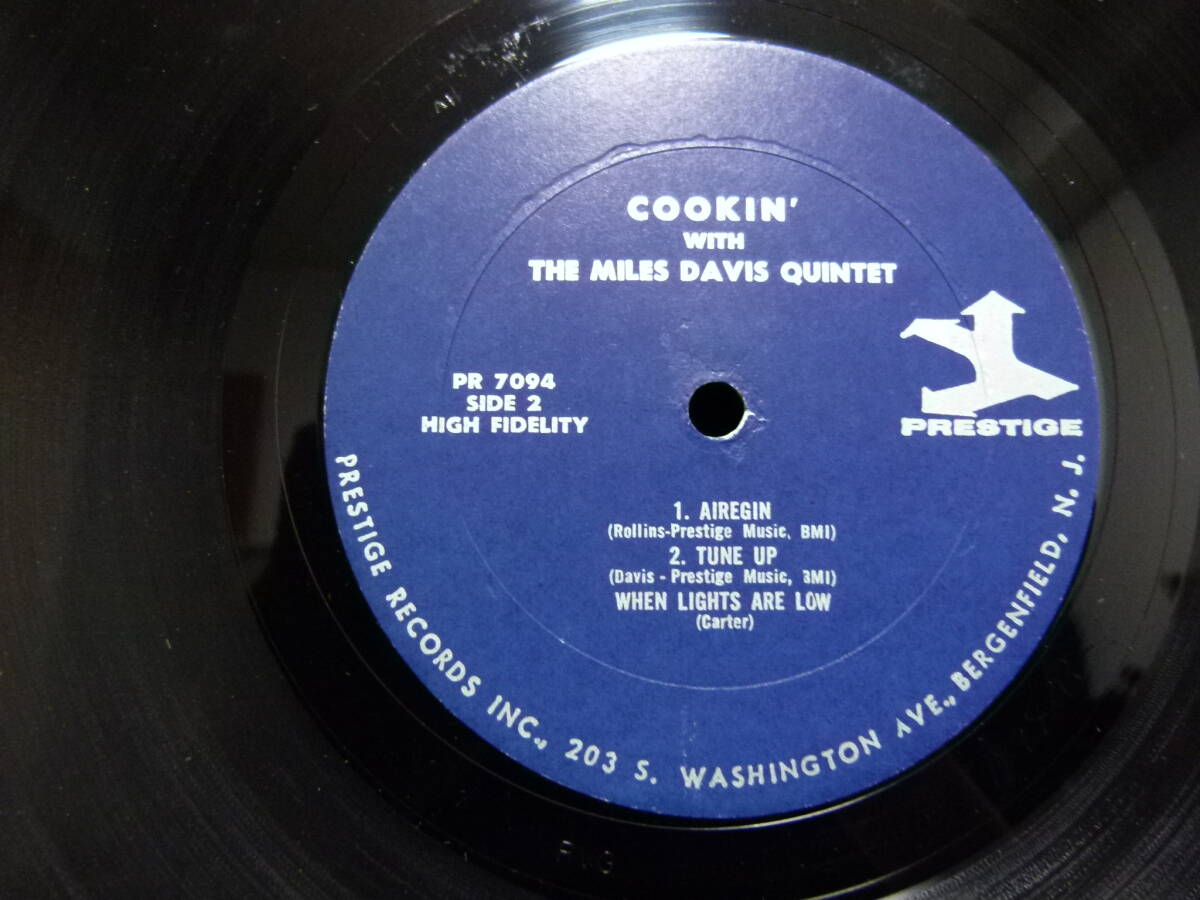 COOKIN'
WITH
THE MILES DAVIS QUINTET
PR 7094
SIDE 2
HIGH FIDELITY
PRESTIGE
1. AIREGIN
(Rollins-Prestige Music, BMI)
2. TUNE UP
(Davis - Prestige Music, BMI)
WHEN LIGHTS ARE LOW
(Carter)
PRESTIGE RECORDS INC., 203 S. WASHINGTON AVE., BERGENFIELD, N. J.